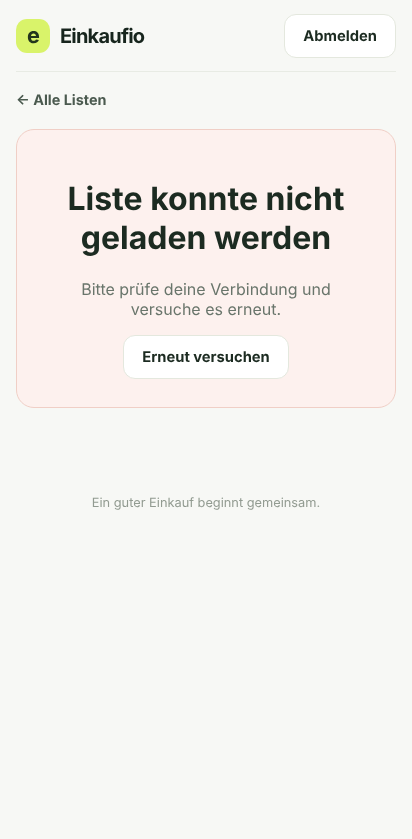 e Einkaufio
Abmelden
← Alle Listen
Liste konnte nicht
geladen werden
Bitte prüfe deine Verbindung und
versuche es erneut.
Erneut versuchen
Ein guter Einkauf beginnt gemeinsam.